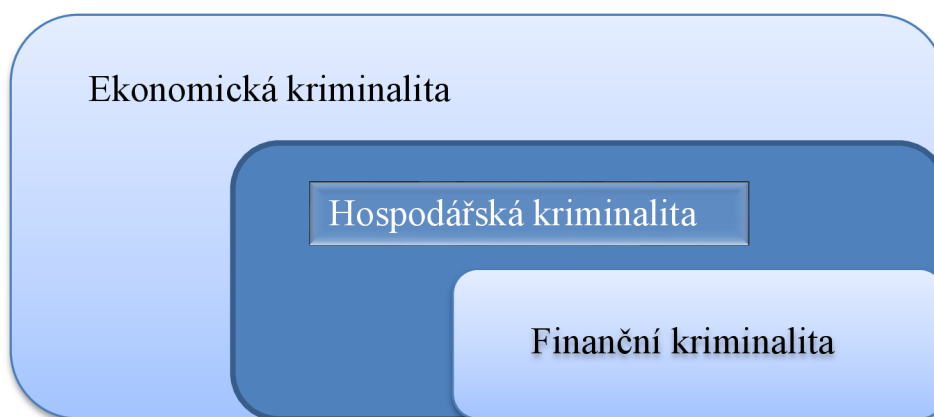 Ekonomická kriminalita
Hospodářská kriminalita
Finanční kriminalita